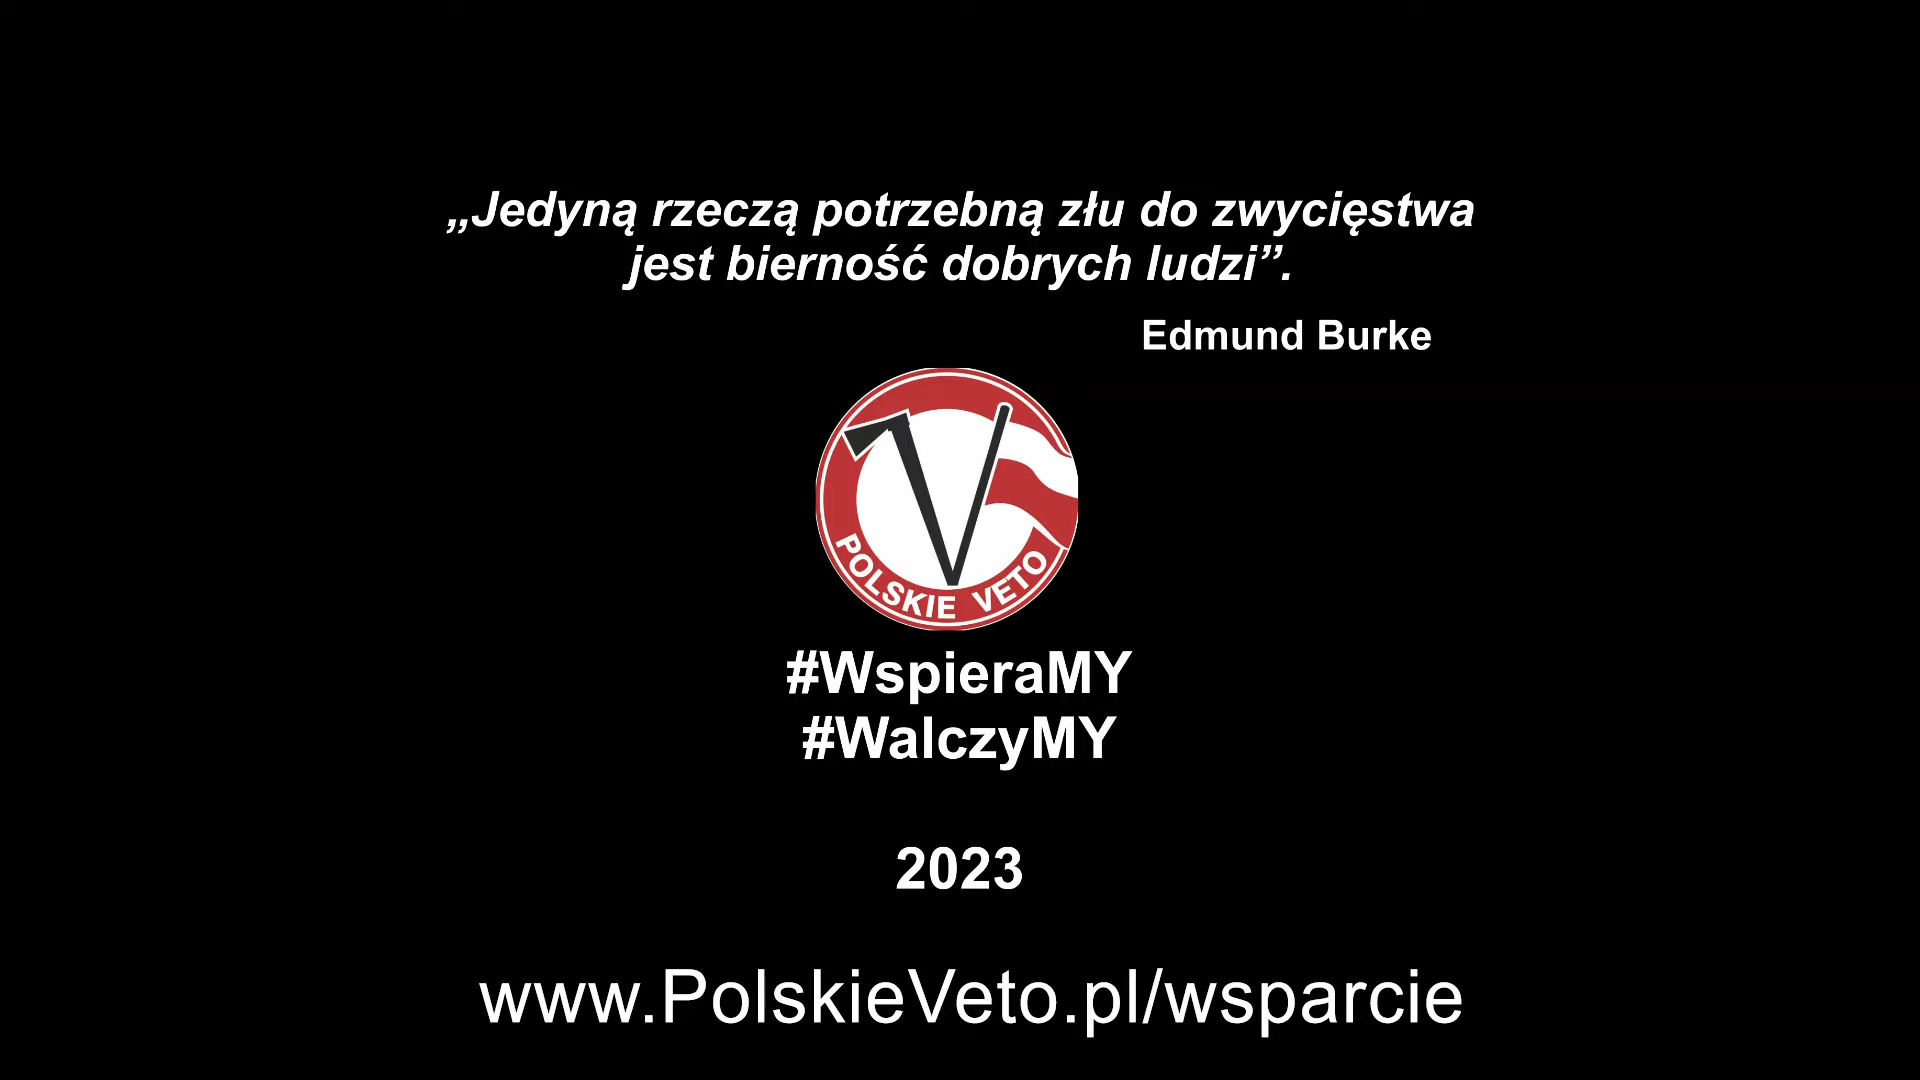 „Jedyną rzeczą potrzebną złu do zwycięstwa
jest bierność dobrych ludzi”.
Edmund Burke
POLSKIE VETO
#WspieraMY
#WalczyMY
2023
www.PolskieVeto.pl/wsparcie